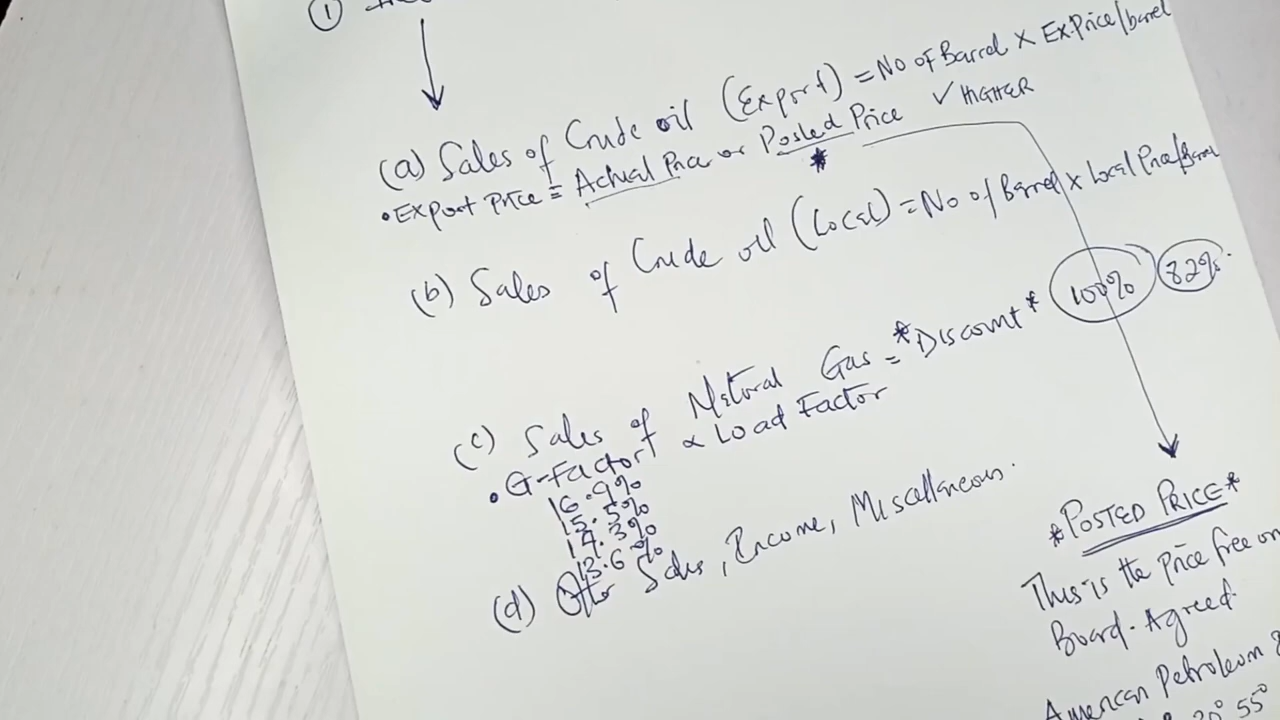 ①
(a) Sales of Crude oil (Export) = No of Barrel X Ex.Price/barrel
• Export Price = Actual Price or Posted Price ✓ HIGHER
*
(b) Sales of Crude oil (Local) = No of Barrel x Local Price/Barrel
100% 82%
(c) Sales of Natural Gas = *Discount*
• G-Factor & Load Factor
16.9%
15.5%
14.3%
13.6%
(d) Other Sales, Income, Miscellaneous.
*POSTED PRICE*
This is the Price free on
Board. Agreed.
American Petroleum &
55°